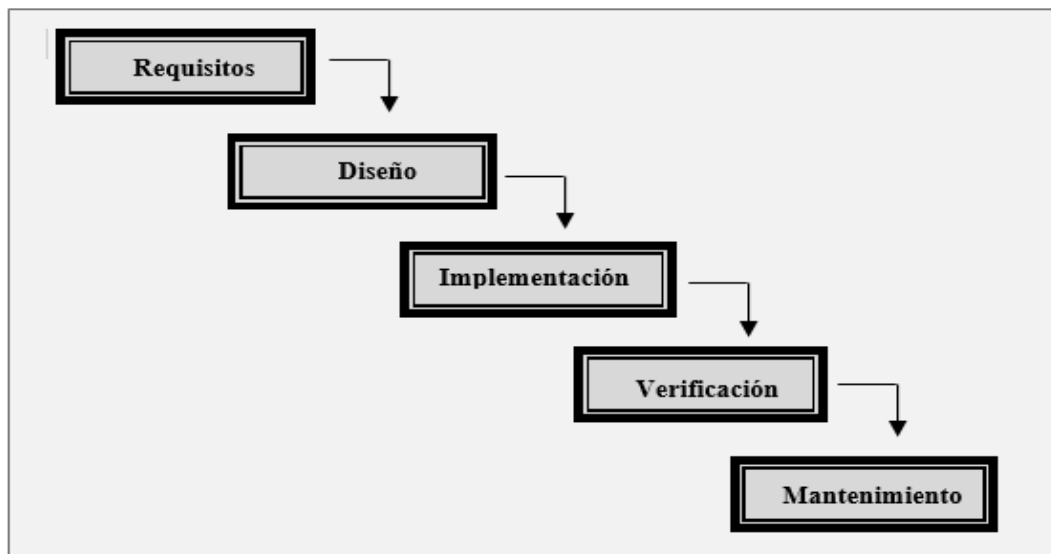 Requisitos
Diseño
Implementación
Verificación
Mantenimiento